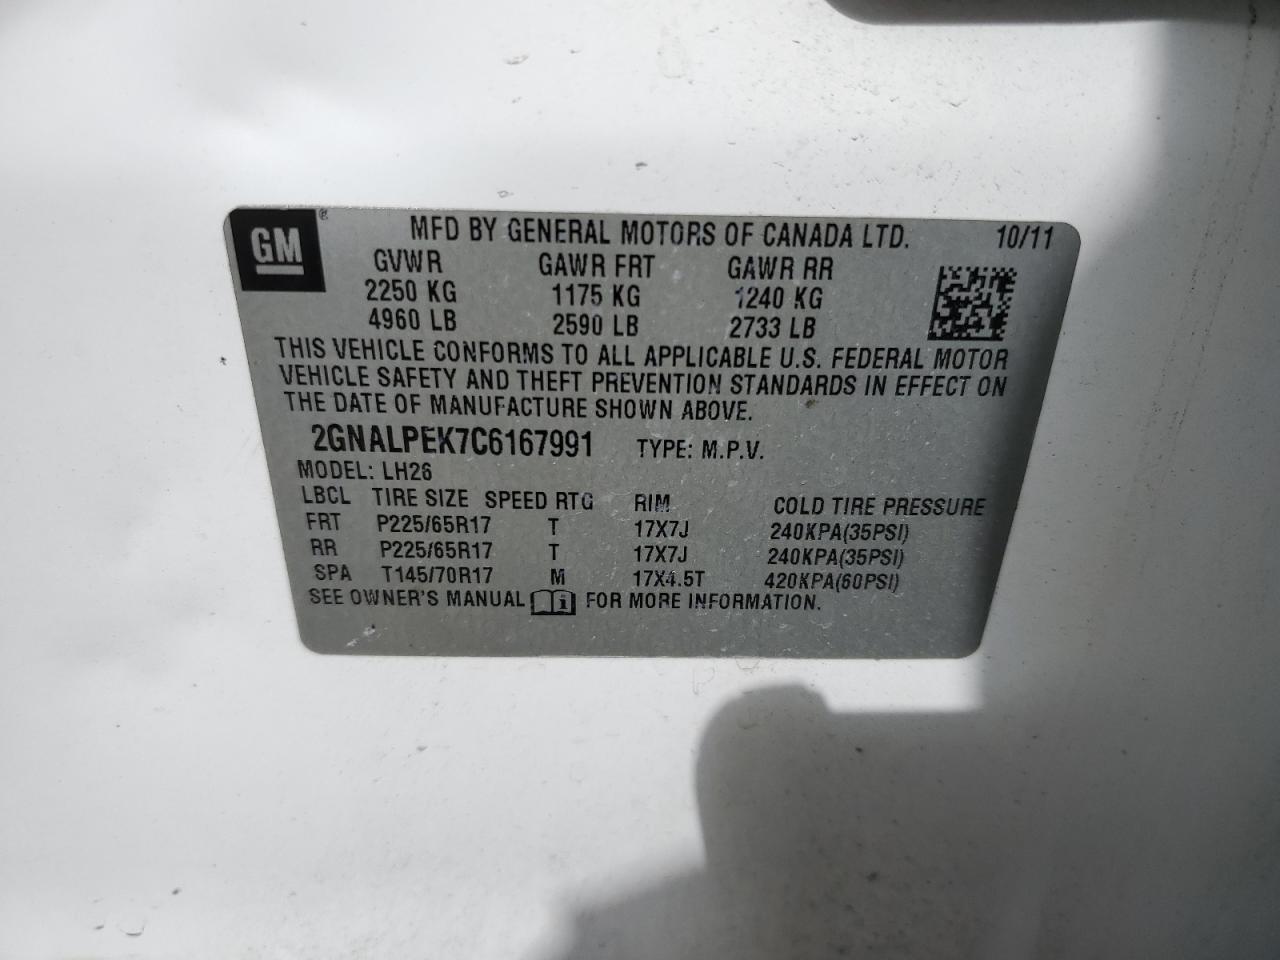 GM ® MFD BY GENERAL MOTORS OF CANADA LTD. 10/11
GVWR GAWR FRT GAWR RR
2250 KG 1175 KG 1240 KG
4960 LB 2590 LB 2733 LB
THIS VEHICLE CONFORMS TO ALL APPLICABLE U.S. FEDERAL MOTOR
VEHICLE SAFETY AND THEFT PREVENTION STANDARDS IN EFFECT ON
THE DATE OF MANUFACTURE SHOWN ABOVE.
2GNALPEK7C6167991 TYPE: M.P.V.
MODEL: LH26
LBCL TIRE SIZE SPEED RTG RIM COLD TIRE PRESSURE
FRT P225/65R17 T 17X7J 240KPA(35PSI)
RR P225/65R17 T 17X7J 240KPA(35PSI)
SPA T145/70R17 M 17X4.5T 420KPA(60PSI)
SEE OWNER'S MANUAL i FOR MORE INFORMATION.